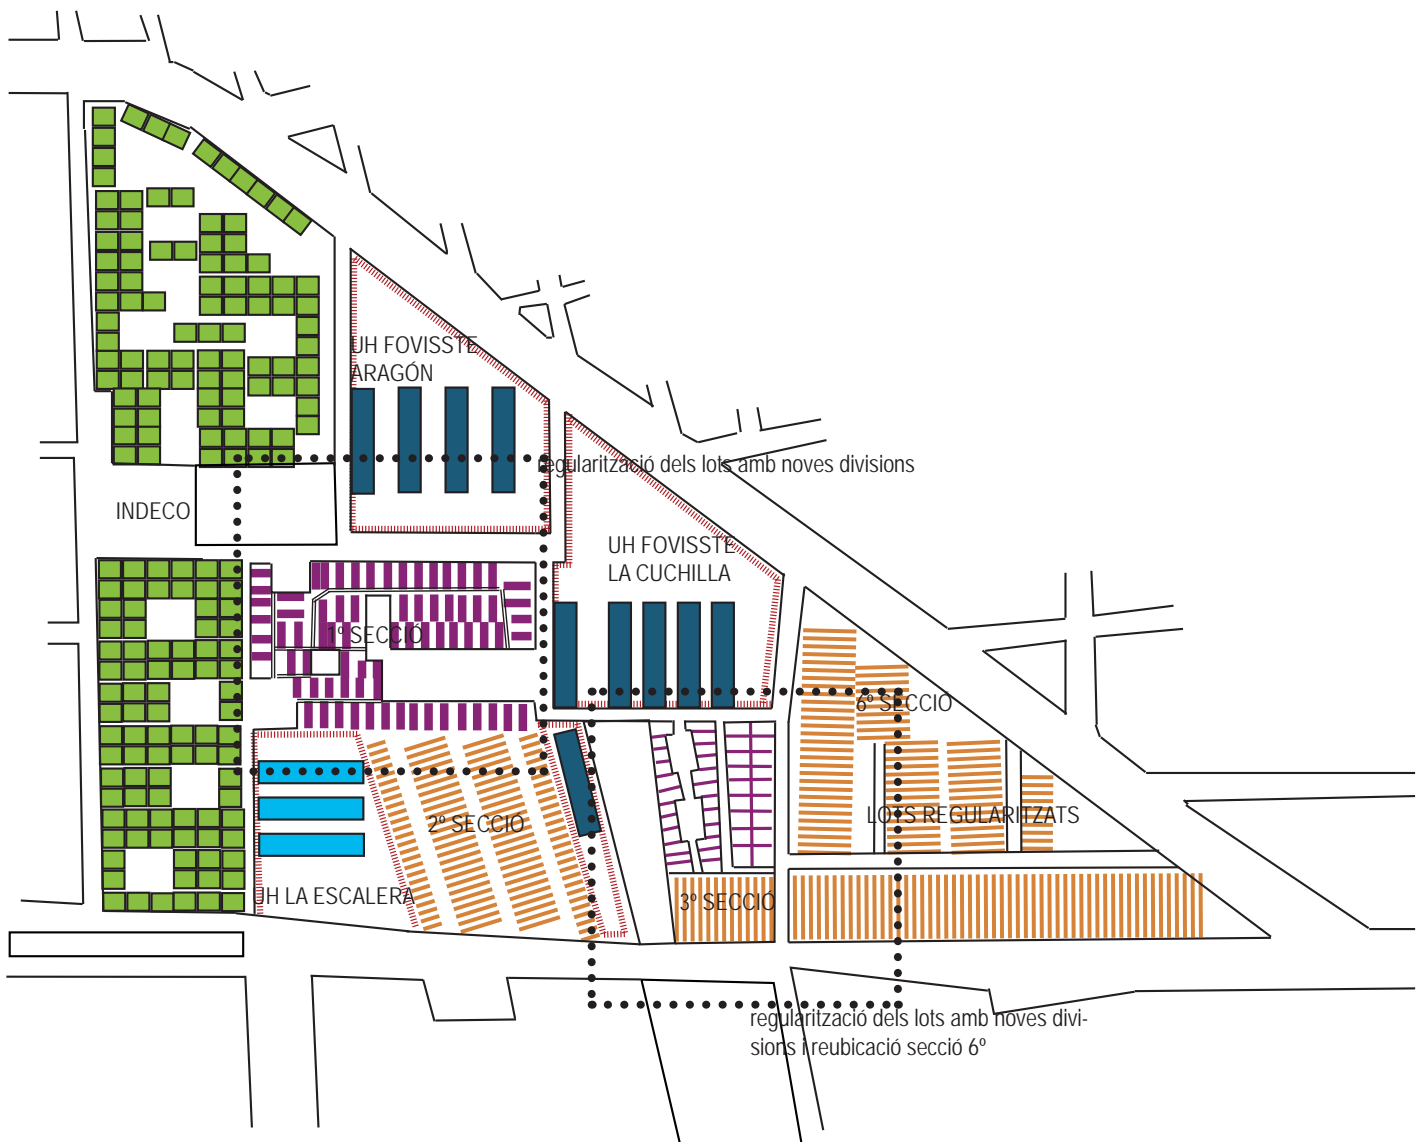 UH FOVISSTE
ARAGÓN
regularització dels lots amb noves divisions
INDECO
UH FOVISSTE
LA CUCHILLA
1º SECCIÓ
6º SECCIÓ
LOTS REGULARITZATS
2º SECCIÓ
UH LA ESCALERA
3º SECCIÓ
regularització dels lots amb noves divi-
sions i reubicació secció 6º